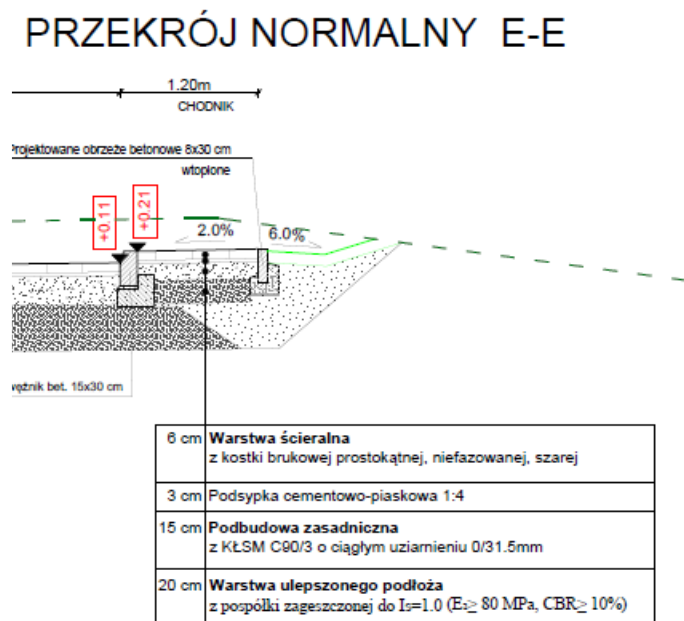 PRZEKRÓJ NORMALNY E-E
1.20m
CHODNIK
Projektowane obrzeże betonowe 8x30 cm
wtopione
+0.11
+0.21
2.0%
6.0%
bet. 15x30 cm
6 cm Warstwa ścieralna
z kostki brukowej prostokątnej, niefazowanej, szarej
3 cm Podsypka cementowo-piaskowa 1:4
15 cm Podbudowa zasadnicza
z KŁSM C90/3 o ciągłym uziarnieniu 0/31.5mm
20 cm Warstwa ulepszonego podłoża
z pospółki zageszczonej do Is=1.0 (E₂≥ 80 MPa, CBR≥ 10%)